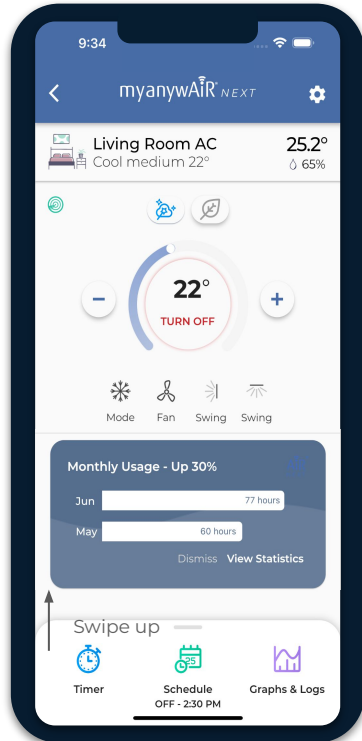 9:34
myanywAiR NEXT
Living Room AC
25.2°
Cool medium 22°
65%
22°
TURN OFF
Mode
Fan
Swing
Swing
Monthly Usage - Up 30%
Jun
77 hours
May
60 hours
Dismiss
View Statistics
Swipe up
25
Timer
Schedule
Graphs & Logs
OFF - 2:30 PM